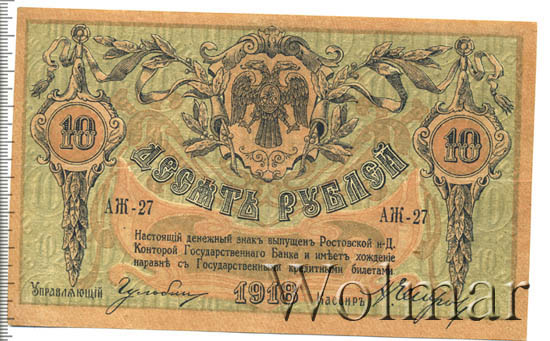 10 10
ДЕСЯТЬ РУБЛЕЙ
АЖ-27 АЖ-27
Настоящій денежный знакъ выпущенъ Ростовской н-Д.
Конторой Государственнаго Банка и имѣетъ хожденіе
наравнѣ съ Государственными кредитными билетами.
Управляющій 1918 Кассиръ
Wolmar